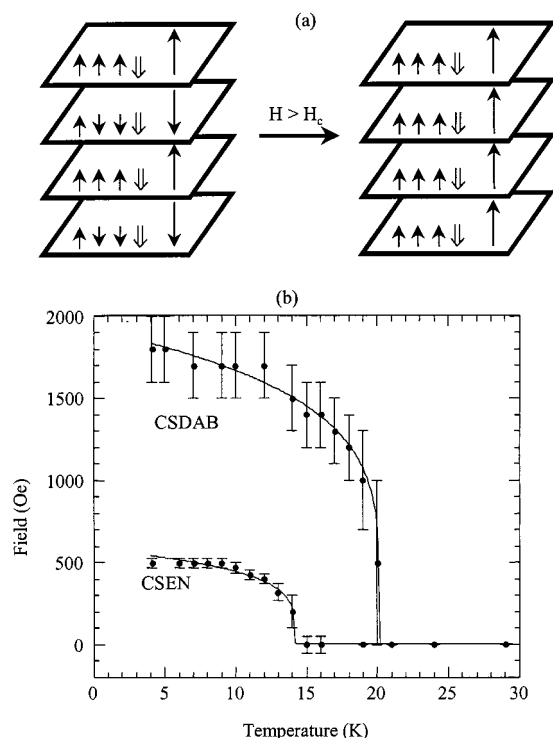 (a)
H > Hc
(b)
2000
1500
1000
500
0
Field (Oe)
CSDAB
CSEN
0 5 10 15 20 25 30
Temperature (K)